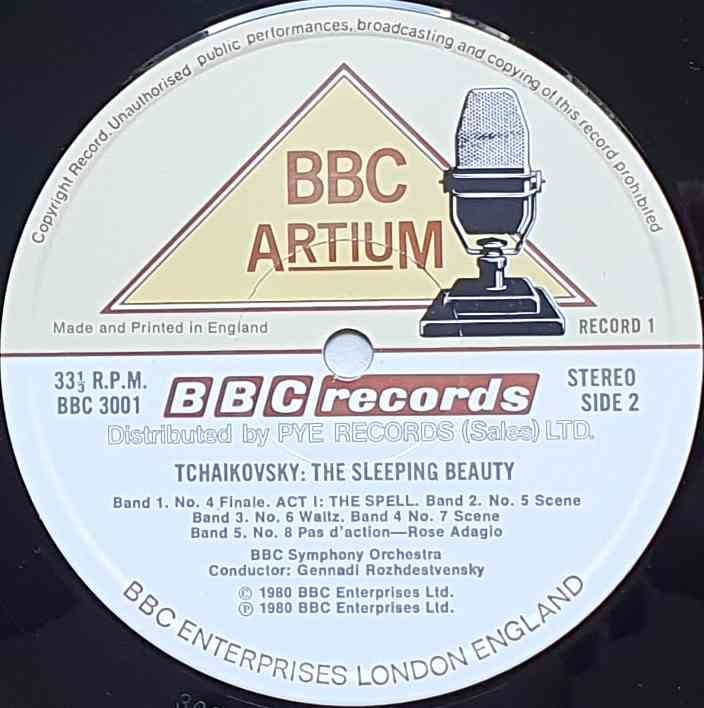 Copyright Record. Unauthorised public performances, broadcasting and copying of this record prohibited
BBC
ARTIUM
Made and Printed in England
RECORD 1
33⅓ R.P.M.
BBC 3001
BBC records
STEREO
SIDE 2
Distributed by PYE RECORDS (Sales) LTD.
TCHAIKOVSKY: THE SLEEPING BEAUTY
Band 1. No. 4 Finale. ACT I: THE SPELL. Band 2. No. 5 Scene
Band 3. No. 6 Waltz. Band 4 No. 7 Scene
Band 5. No. 8 Pas d'action—Rose Adagio
BBC Symphony Orchestra
Conductor: Gennadi Rozhdestvensky
© 1980 BBC Enterprises Ltd.
℗ 1980 BBC Enterprises Ltd.
BBC ENTERPRISES LONDON ENGLAND